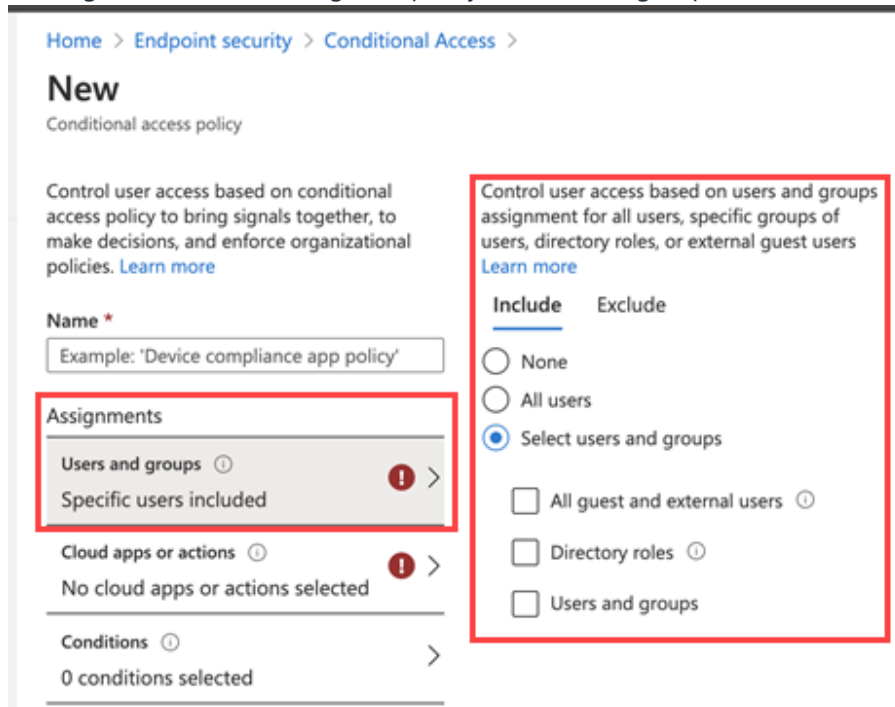 Home > Endpoint security > Conditional Access >
New
Conditional access policy
Control user access based on conditional
access policy to bring signals together, to
make decisions, and enforce organizational
policies. Learn more
Name *
Example: 'Device compliance app policy'
Assignments
Users and groups
Specific users included
Cloud apps or actions
No cloud apps or actions selected
Conditions
0 conditions selected
Control user access based on users and groups
assignment for all users, specific groups of
users, directory roles, or external guest users
Learn more
Include Exclude
None
All users
Select users and groups
All guest and external users
Directory roles
Users and groups